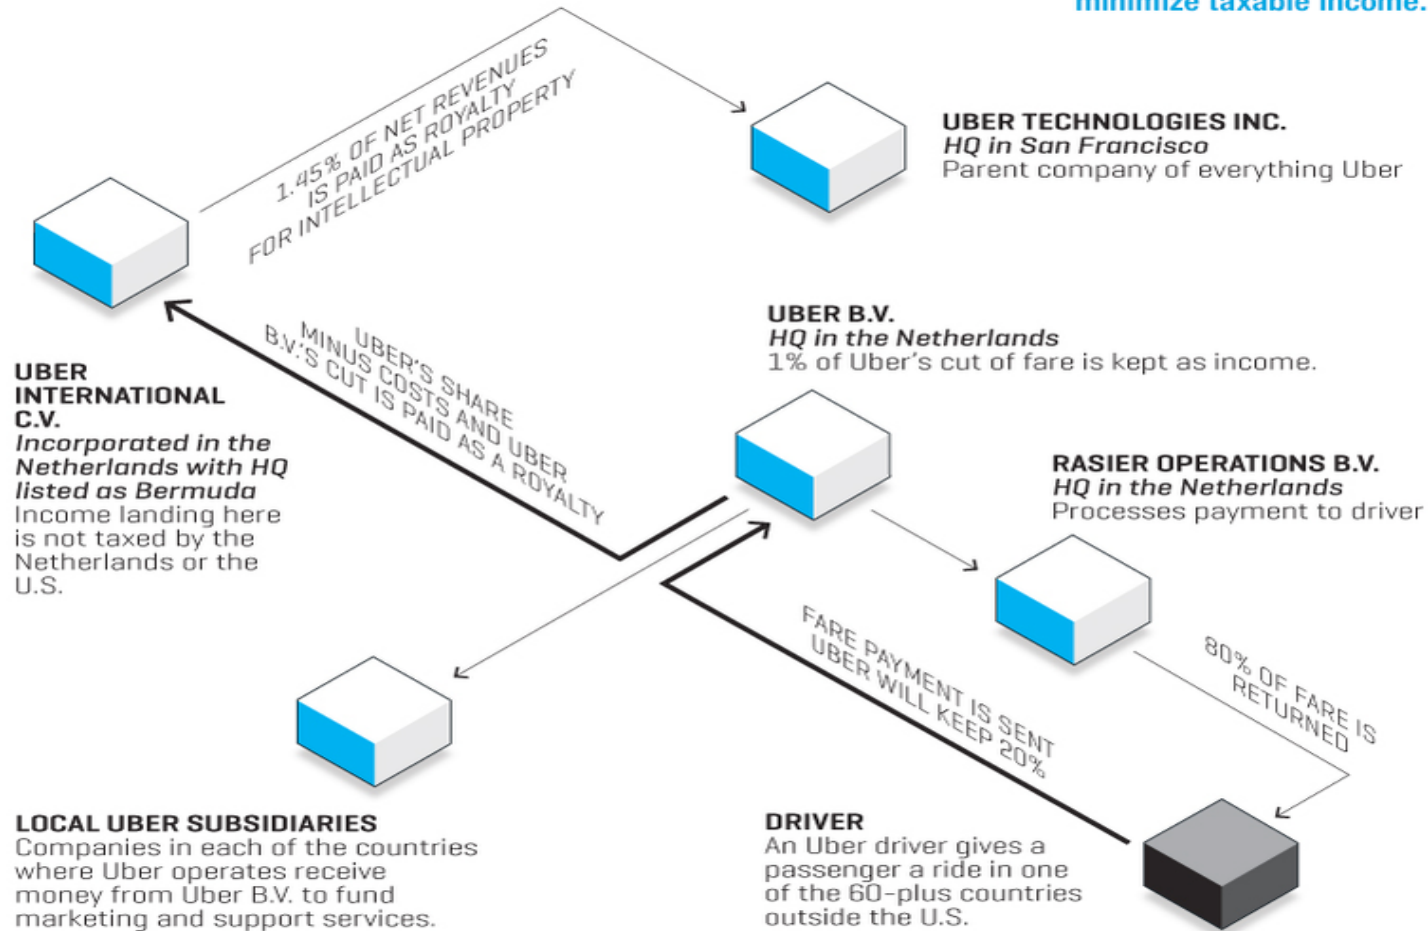 minimize taxable income.
1.45% OF NET REVENUES
IS PAID AS ROYALTY
FOR INTELLECTUAL PROPERTY
UBER TECHNOLOGIES INC.
HQ in San Francisco
Parent company of everything Uber
UBER'S SHARE
MINUS COSTS AND UBER
B.V.'S CUT IS PAID AS A ROYALTY
UBER B.V.
HQ in the Netherlands
1% of Uber's cut of fare is kept as income.
UBER
INTERNATIONAL
C.V.
Incorporated in the
Netherlands with HQ
listed as Bermuda
Income landing here
is not taxed by the
Netherlands or the
U.S.
RASIER OPERATIONS B.V.
HQ in the Netherlands
Processes payment to driver
FARE PAYMENT IS SENT
UBER WILL KEEP 20%
80% OF FARE IS
RETURNED
LOCAL UBER SUBSIDIARIES
Companies in each of the countries
where Uber operates receive
money from Uber B.V. to fund
marketing and support services.
DRIVER
An Uber driver gives a
passenger a ride in one
of the 60-plus countries
outside the U.S.